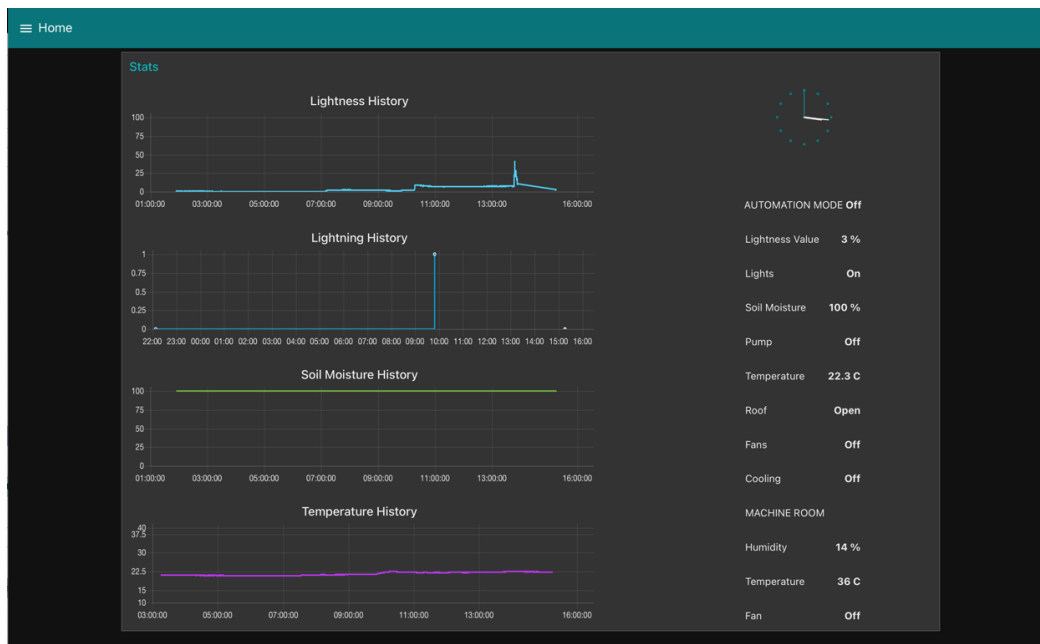 Home
Stats
Lightness History
100
75
50
25
0
01:00:00 03:00:00 05:00:00 07:00:00 09:00:00 11:00:00 13:00:00 16:00:00
Lightning History
1
0.75
0.5
0.25
0
22:00 23:00 00:00 01:00 02:00 03:00 04:00 05:00 06:00 07:00 08:00 09:00 10:00 11:00 12:00 13:00 14:00 15:00 16:00
Soil Moisture History
100
75
50
25
0
01:00:00 03:00:00 05:00:00 07:00:00 09:00:00 11:00:00 13:00:00 16:00:00
Temperature History
40
37.5
30
22.5
15
10
03:00:00 05:00:00 07:00:00 09:00:00 11:00:00 13:00:00 16:00:00
AUTOMATION MODE Off
Lightness Value 3 %
Lights On
Soil Moisture 100 %
Pump Off
Temperature 22.3 C
Roof Open
Fans Off
Cooling Off
MACHINE ROOM
Humidity 14 %
Temperature 36 C
Fan Off